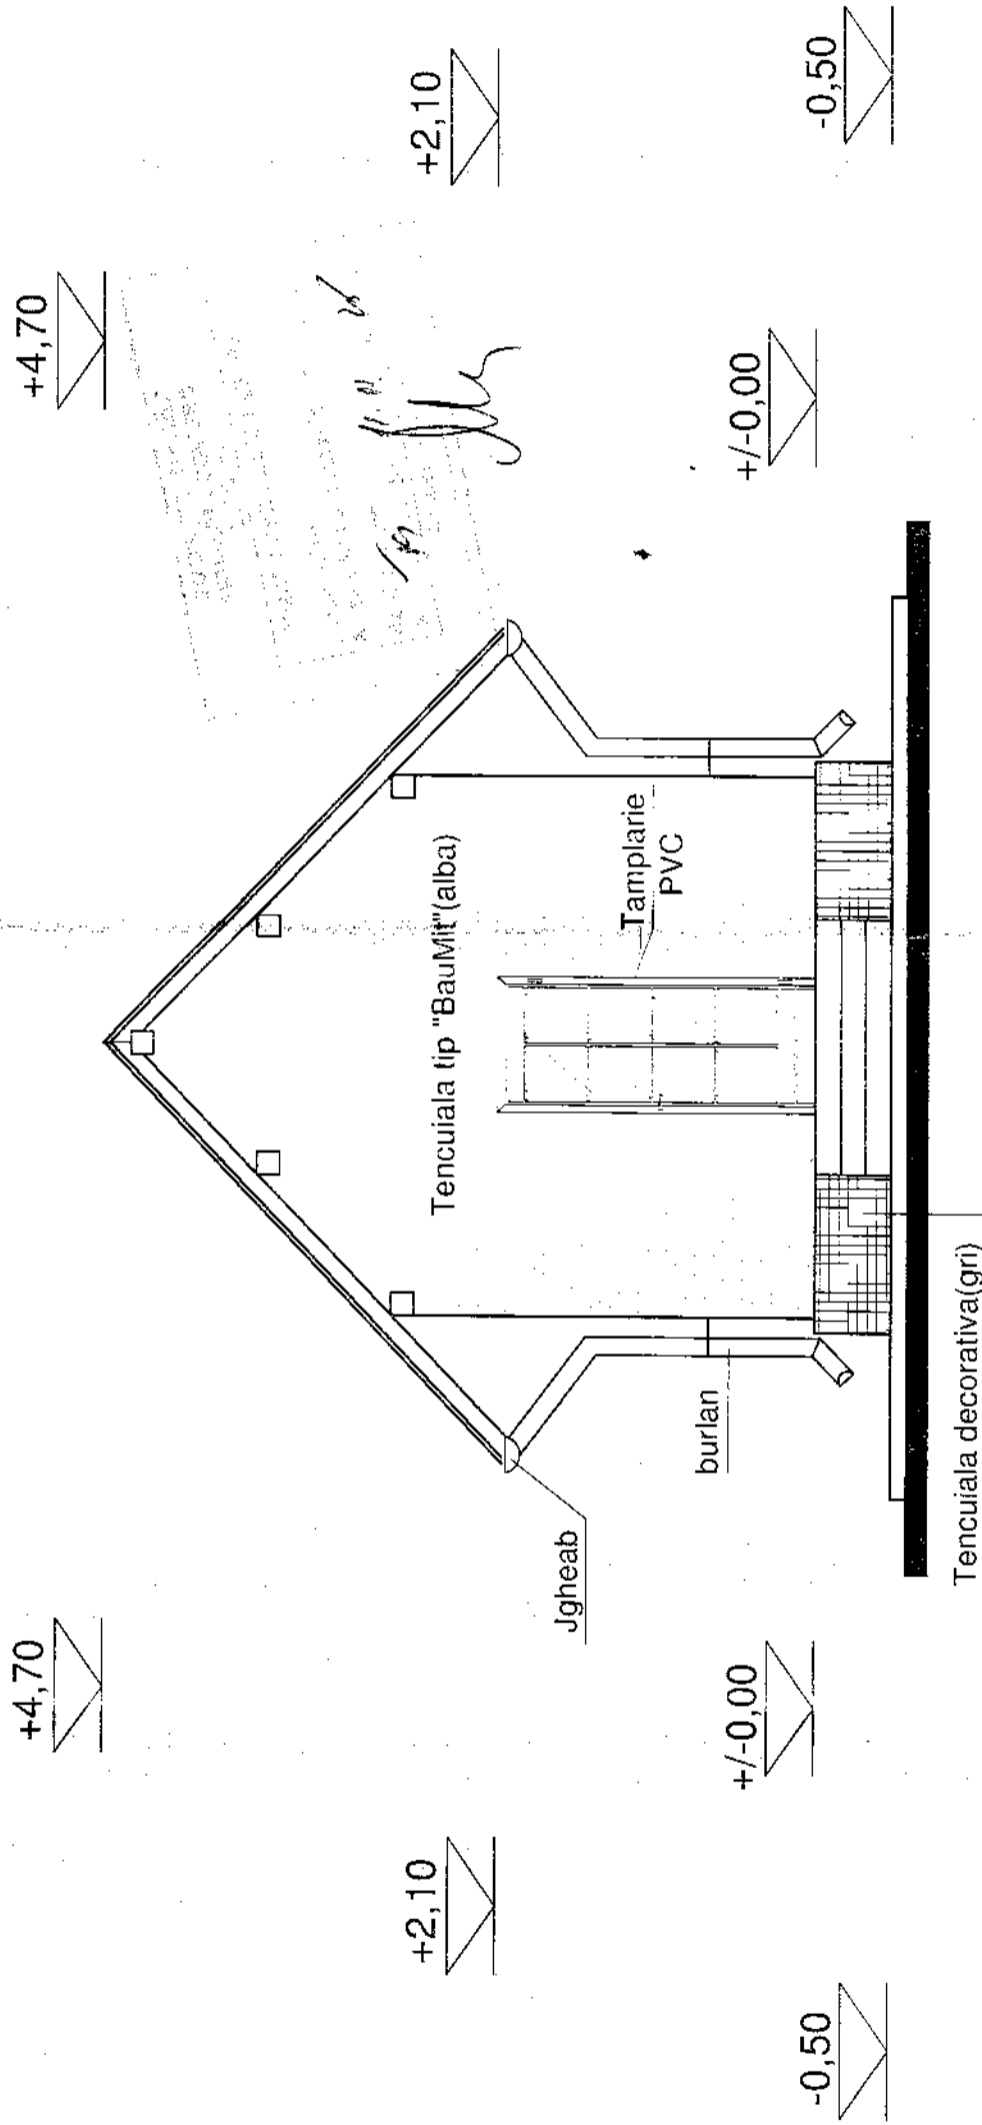 +4,70
+4,70
+2,10
+2,10
Tencuiala tip "BauMit"(alba)
Jgheab
Tamplarie
PVC
burlan
+/-0,00
+/-0,00
-0,50
-0,50
Tencuiala decorativa(gri)